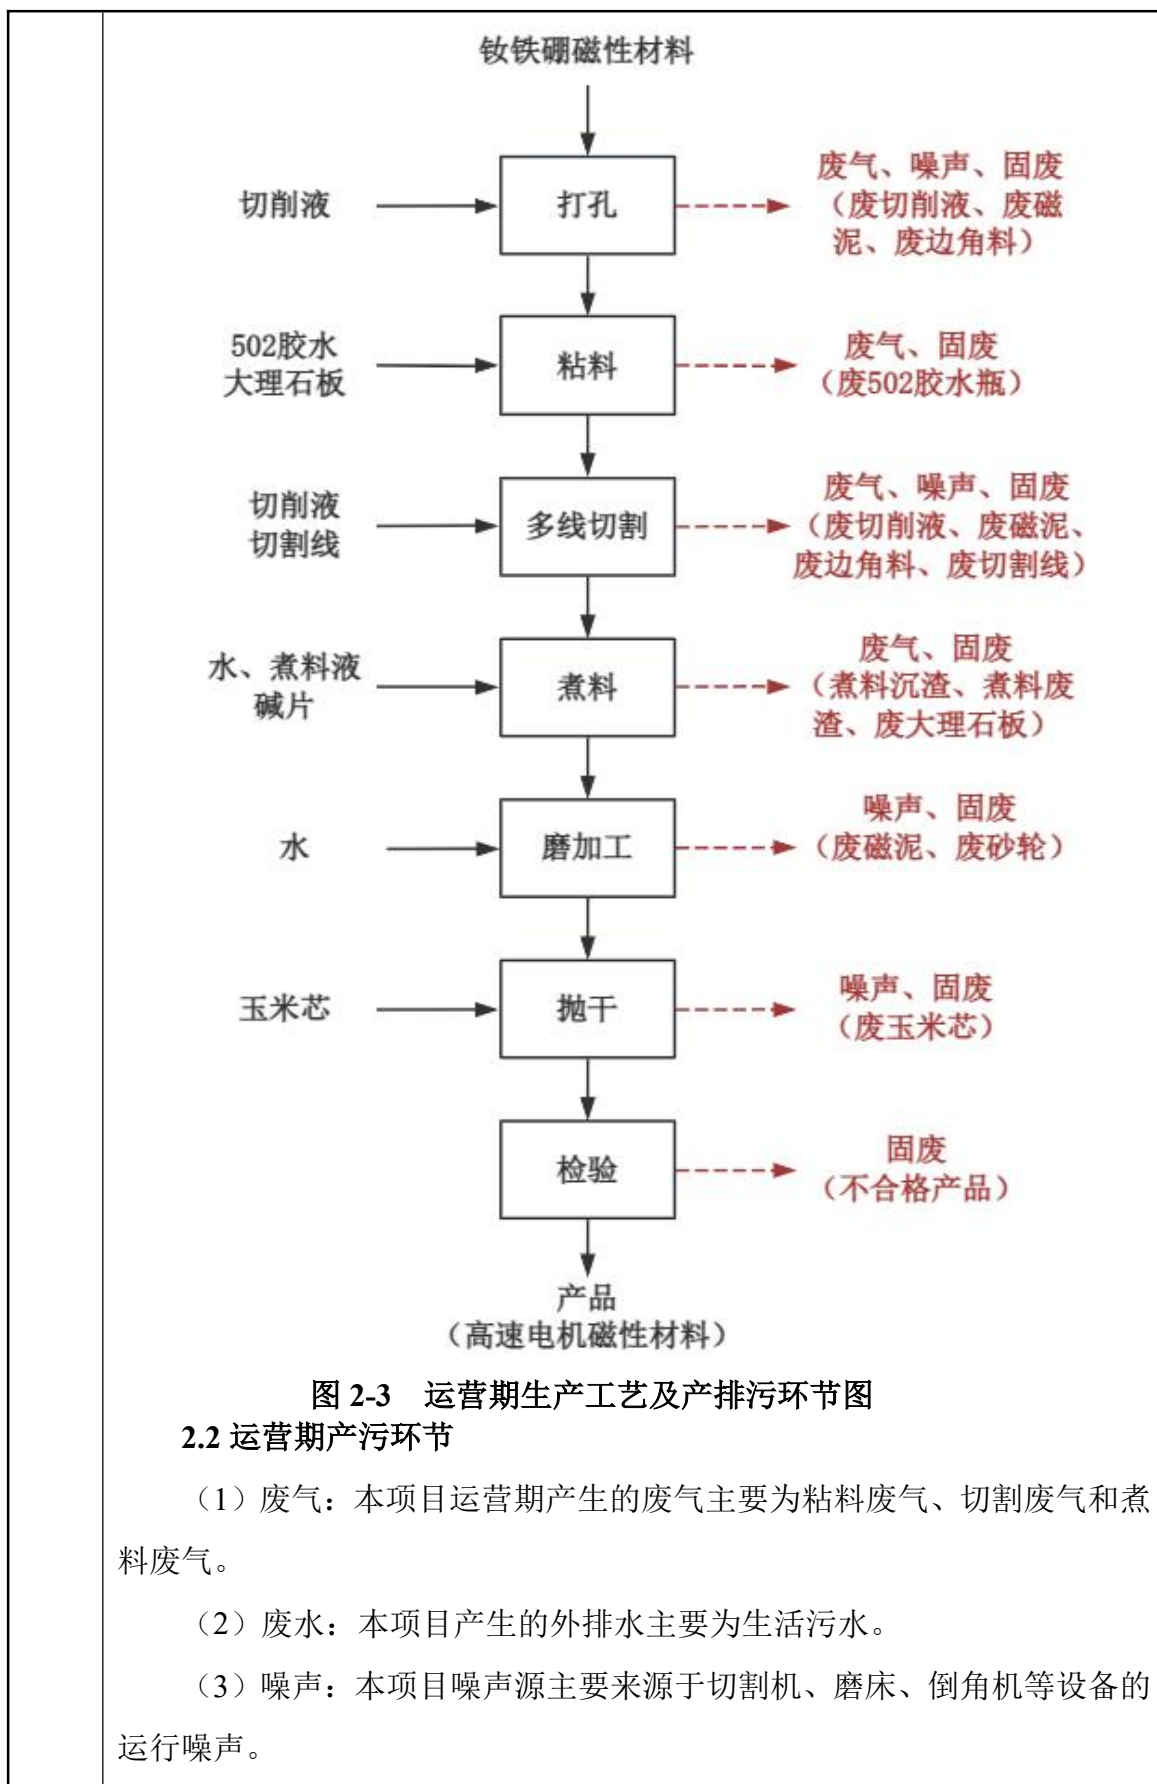 钕铁硼磁性材料
切削液
打孔
废气、噪声、固废
（废切削液、废磁
泥、废边角料）
502胶水
大理石板
粘料
废气、固废
（废502胶水瓶）
切削液
切割线
多线切割
废气、噪声、固废
（废切削液、废磁泥、
废边角料、废切割线）
水、煮料液
碱片
煮料
废气、固废
（煮料沉渣、煮料废
渣、废大理石板）
水
磨加工
噪声、固废
（废磁泥、废砂轮）
玉米芯
抛干
噪声、固废
（废玉米芯）
检验
固废
（不合格产品）
产品
（高速电机磁性材料）
图 2-3　运营期生产工艺及产排污环节图
2.2 运营期产污环节
（1）废气：本项目运营期产生的废气主要为粘料废气、切割废气和煮
料废气。
（2）废水：本项目产生的外排水主要为生活污水。
（3）噪声：本项目噪声源主要来源于切割机、磨床、倒角机等设备的
运行噪声。